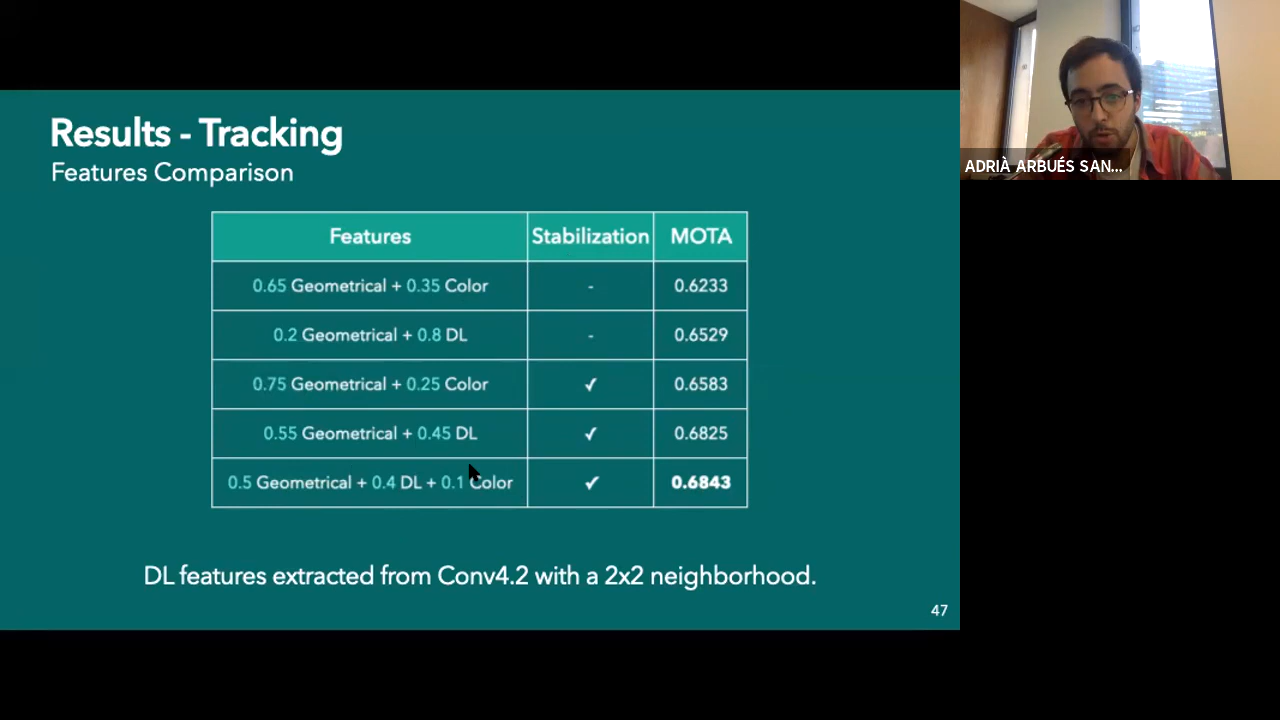 Results - Tracking
Features Comparison
Features Stabilization MOTA
0.65 Geometrical + 0.35 Color - 0.6233
0.2 Geometrical + 0.8 DL - 0.6529
0.75 Geometrical + 0.25 Color ✓ 0.6583
0.55 Geometrical + 0.45 DL ✓ 0.6825
0.5 Geometrical + 0.4 DL + 0.1 Color ✓ 0.6843
DL features extracted from Conv4.2 with a 2x2 neighborhood.
47
ADRIÀ ARBUÉS SAN...